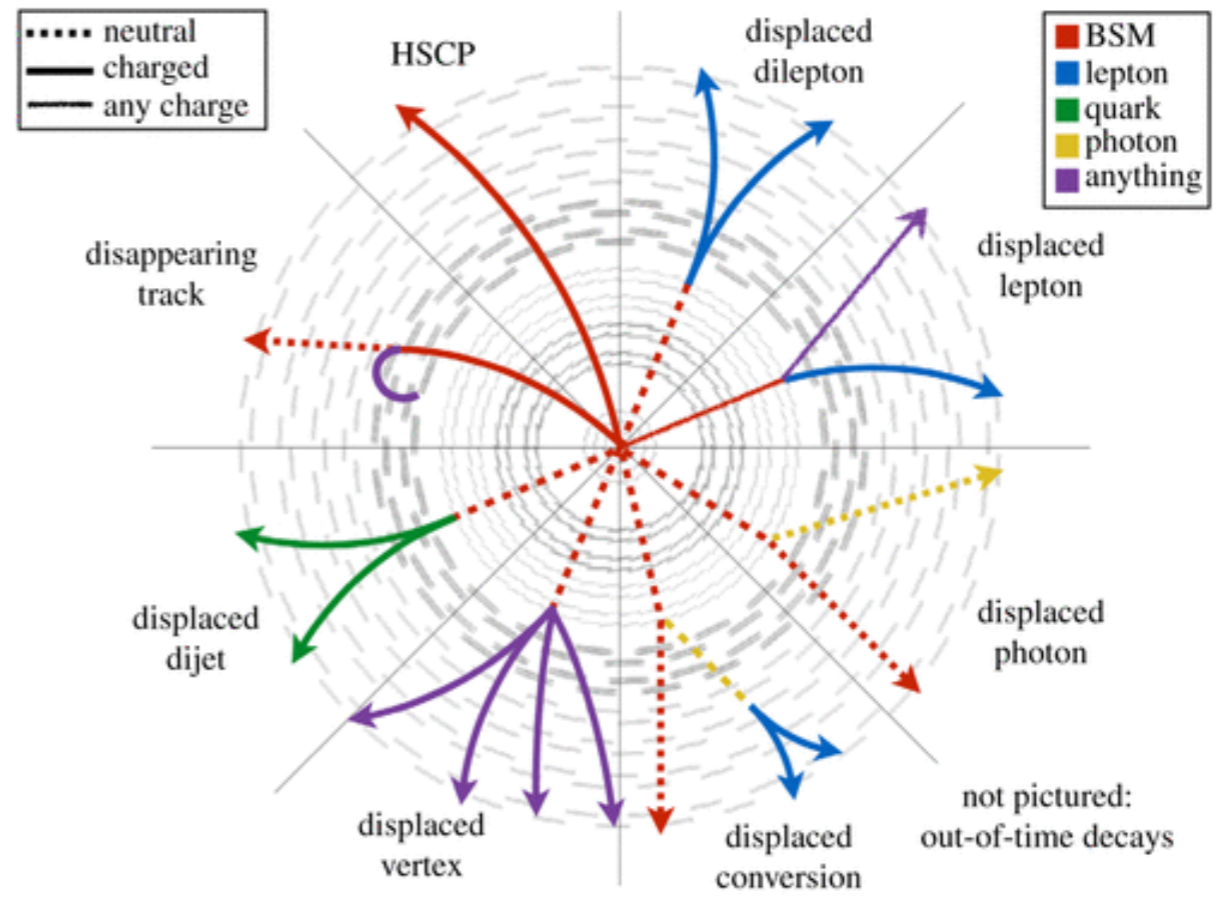 neutral
charged
any charge
HSCP
displaced
dilepton
BSM
lepton
quark
photon
anything
disappearing
track
displaced
lepton
displaced
dijet
displaced
photon
displaced
vertex
displaced
conversion
not pictured:
out-of-time decays